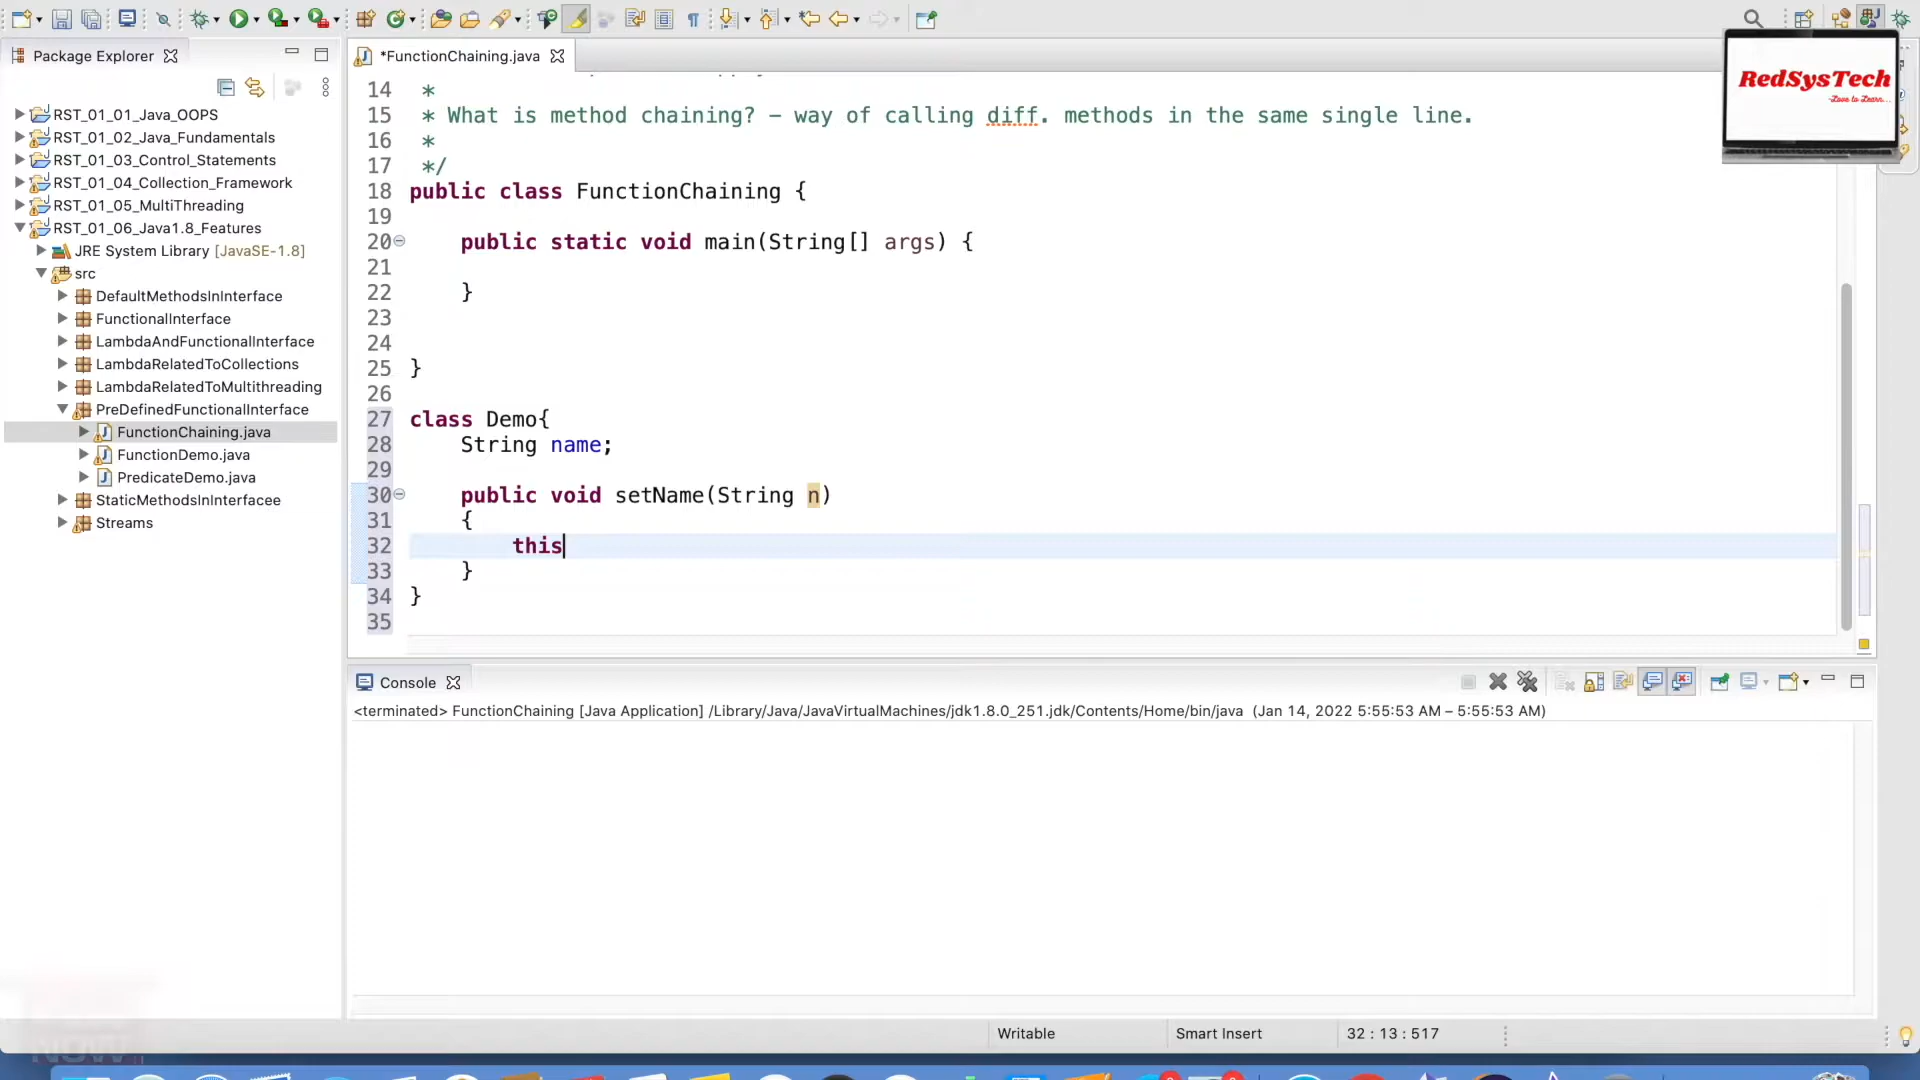 Package Explorer
*FunctionChaining.java
RedSysTech
-Love to Learn...
RST_01_01_Java_OOPS
RST_01_02_Java_Fundamentals
RST_01_03_Control_Statements
RST_01_04_Collection_Framework
RST_01_05_MultiThreading
RST_01_06_Java1.8_Features
JRE System Library [JavaSE-1.8]
src
DefaultMethodsInInterface
FunctionalInterface
LambdaAndFunctionalInterface
LambdaRelatedToCollections
LambdaRelatedToMultithreading
PreDefinedFunctionalInterface
FunctionChaining.java
FunctionDemo.java
PredicateDemo.java
StaticMethodsInInterfacee
Streams
14 *
15 * What is method chaining? - way of calling diff. methods in the same single line.
16 *
17 */
18 public class FunctionChaining {
19
20 public static void main(String[] args) {
21
22 }
23
24
25 }
26
27 class Demo{
28 String name;
29
30 public void setName(String n)
31 {
32 this
33 }
34 }
35
Console
<terminated> FunctionChaining [Java Application] /Library/Java/JavaVirtualMachines/jdk1.8.0_251.jdk/Contents/Home/bin/java (Jan 14, 2022 5:55:53 AM – 5:55:53 AM)
Writable
Smart Insert
32 : 13 : 517